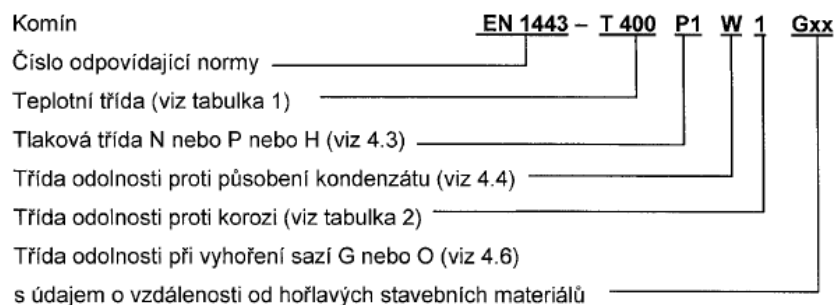 Komín EN 1443 – T 400 P1 W 1 Gxx
Číslo odpovídající normy
Teplotní třída (viz tabulka 1)
Tlaková třída N nebo P nebo H (viz 4.3)
Třída odolnosti proti působení kondenzátu (viz 4.4)
Třída odolnosti proti korozi (viz tabulka 2)
Třída odolnosti při vyhoření sazí G nebo O (viz 4.6)
s údajem o vzdálenosti od hořlavých stavebních materiálů